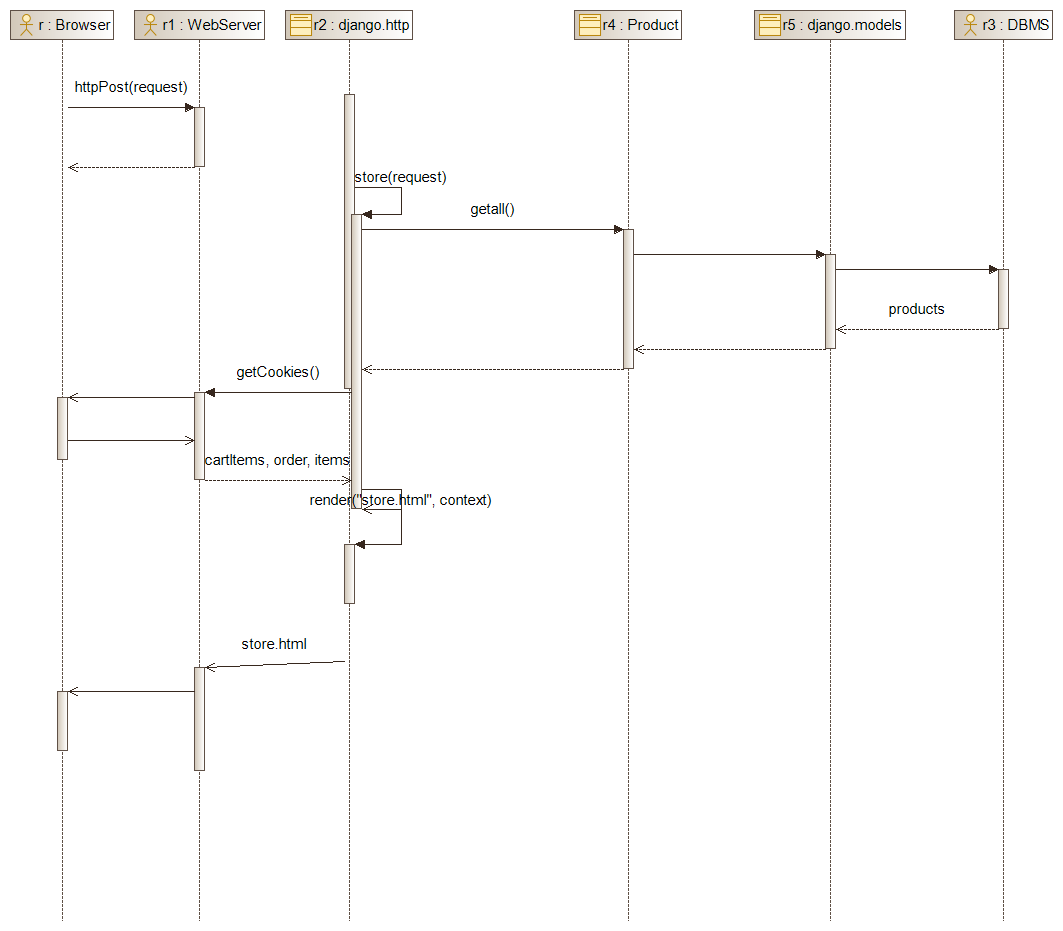 r : Browser
r1 : WebServer
r2 : django.http
r4 : Product
r5 : django.models
r3 : DBMS
httpPost(request)
store(request)
getall()
products
getCookies()
cartItems, order, items
render("store.html", context)
store.html